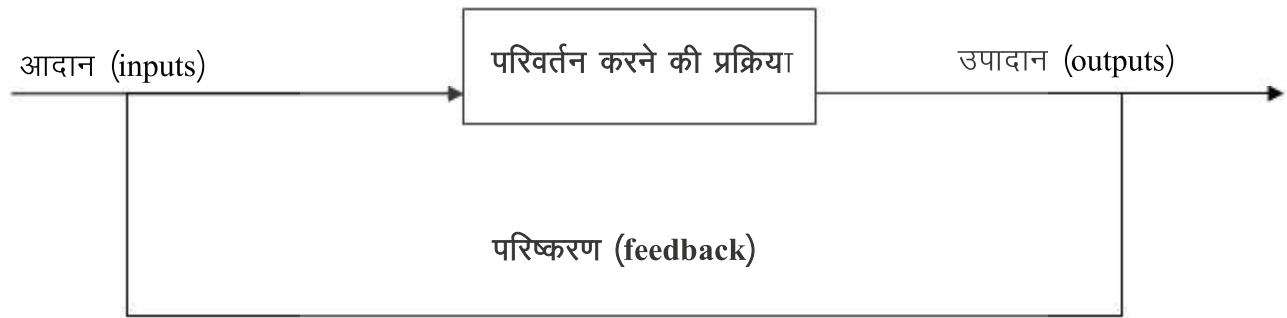 आदान (inputs)
परिवर्तन करने की प्रक्रिया
उपादान (outputs)
परिष्करण (feedback)